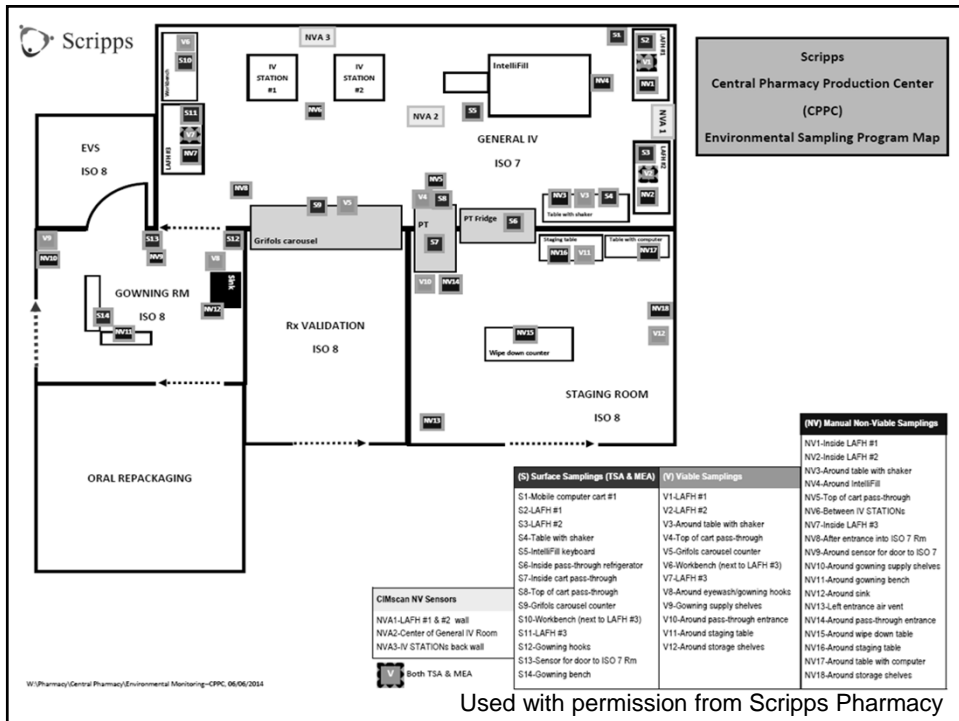 Scripps
NVA 3
V6
S10
Workbench
IV
STATION
#1
IV
STATION
#2
NV6
IntelliFill
NV4
S1
S2
LAFH #1
V1
NV1
S5
NVA 2
NVA 1
GENERAL IV
ISO 7
S11
V7
NV7
LAFH #3
S3
LAFH #2
V2
NV2
EVS
ISO 8
NV8
NV5
V4
S8
S9
V5
NV3
V3
S4
Table with shaker
PT
S7
PT Fridge
S6
Grifols carousel
V9
NV10
S13
NV9
S12
V8
Sink
NV12
Staging table
NV16
V11
Table with computer
NV17
V10
NV14
GOWNING RM
ISO 8
S14
NV11
Rx VALIDATION
ISO 8
NV18
V12
NV15
Wipe down counter
STAGING ROOM
ISO 8
NV13
ORAL REPACKAGING
Scripps
Central Pharmacy Production Center
(CPPC)
Environmental Sampling Program Map
CIMscan NV Sensors
NVA1-LAFH #1 & #2 wall
NVA2-Center of General IV Room
NVA3-IV STATIONs back wall
V
Both TSA & MEA
(S) Surface Samplings (TSA & MEA)
S1-Mobile computer cart #1
S2-LAFH #1
S3-LAFH #2
S4-Table with shaker
S5-IntelliFill keyboard
S6-Inside pass-through refrigerator
S7-Inside cart pass-through
S8-Top of cart pass-through
S9-Grifols carousel counter
S10-Workbench (next to LAFH #3)
S11-LAFH #3
S12-Gowning hooks
S13-Sensor for door to ISO 7 Rm
S14-Gowning bench
(V) Viable Samplings
V1-LAFH #1
V2-LAFH #2
V3-Around table with shaker
V4-Top of cart pass-through
V5-Grifols carousel counter
V6-Workbench (next to LAFH #3)
V7-LAFH #3
V8-Around eyewash/gowning hooks
V9-Gowning supply shelves
V10-Around pass-through entrance
V11-Around staging table
V12-Around storage shelves
(NV) Manual Non-Viable Samplings
NV1-Inside LAFH #1
NV2-Inside LAFH #2
NV3-Around table with shaker
NV4-Around IntelliFill
NV5-Top of cart pass-through
NV6-Between IV STATIONs
NV7-Inside LAFH #3
NV8-After entrance into ISO 7 Rm
NV9-Around sensor for door to ISO 7
NV10-Around gowning supply shelves
NV11-Around gowning bench
NV12-Around sink
NV13-Left entrance air vent
NV14-Around pass-through entrance
NV15-Around wipe down table
NV16-Around staging table
NV17-Around table with computer
NV18-Around storage shelves
W:\Pharmacy\Central Pharmacy\Environmental Monitoring--CPPC, 06/06/2014
Used with permission from Scripps Pharmacy